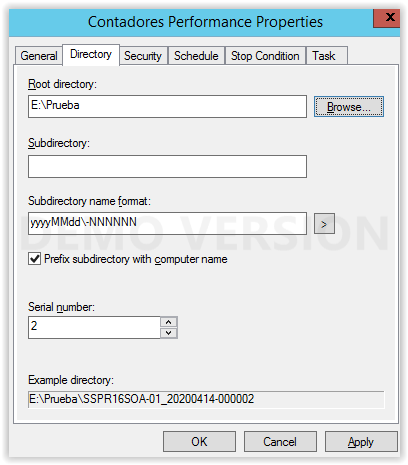 Contadores Performance Properties
x
General Directory Security Schedule Stop Condition Task
Root directory:
E:\Prueba
Browse...
Subdirectory:
Subdirectory name format:
yyyyMMdd\-NNNNNN
>
DEMO VERSION
Prefix subdirectory with computer name
Serial number:
2
Example directory:
E:\Prueba\SSPR16SOA-01_20200414-000002
OK Cancel Apply